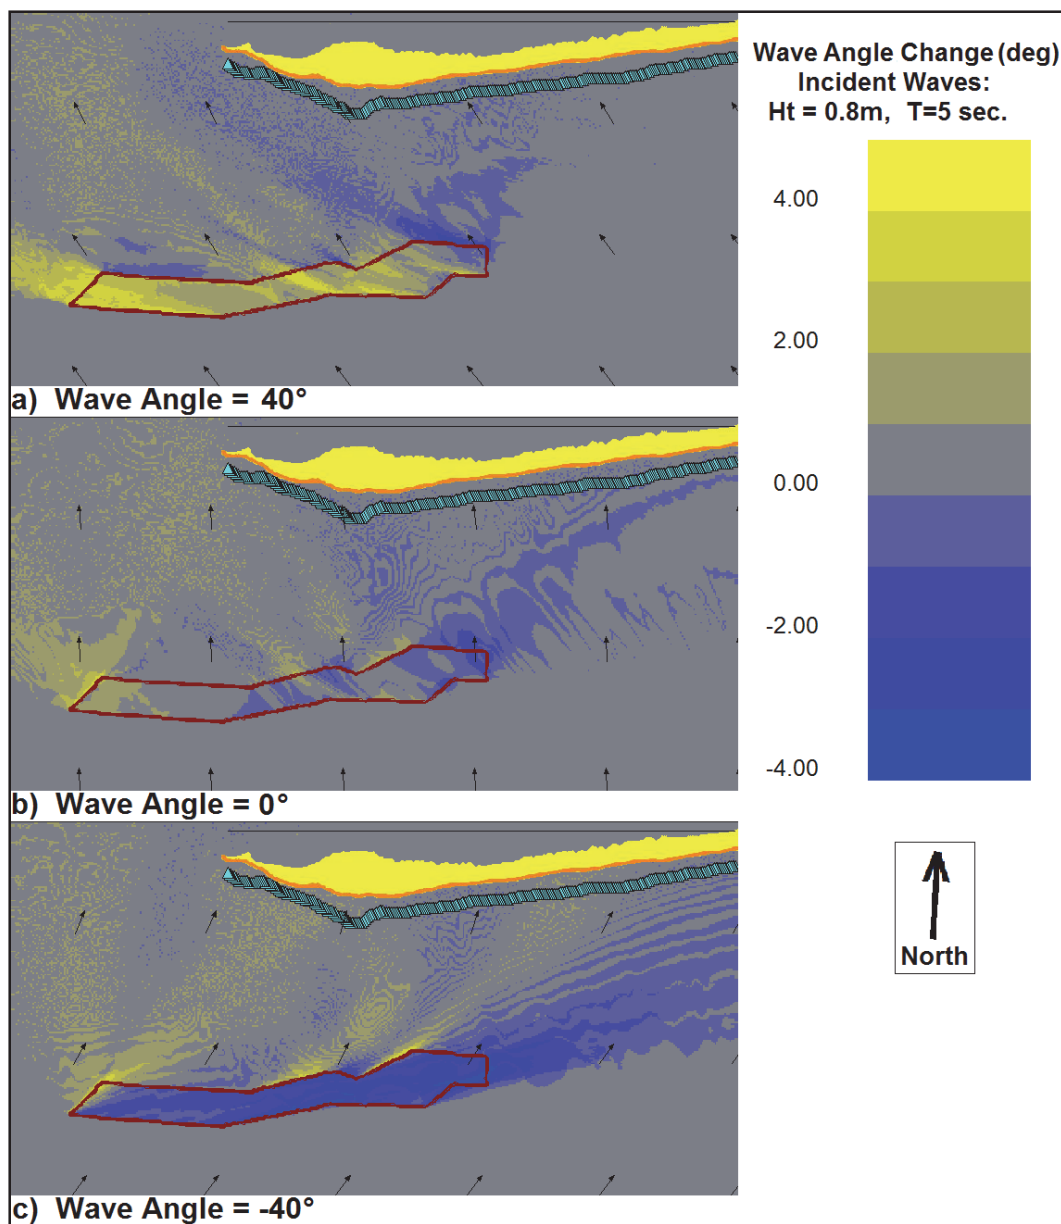 Wave Angle Change (deg)
Incident Waves:
Ht = 0.8m, T=5 sec.
4.00
2.00
0.00
-2.00
-4.00
North
a) Wave Angle = 40°
b) Wave Angle = 0°
c) Wave Angle = -40°